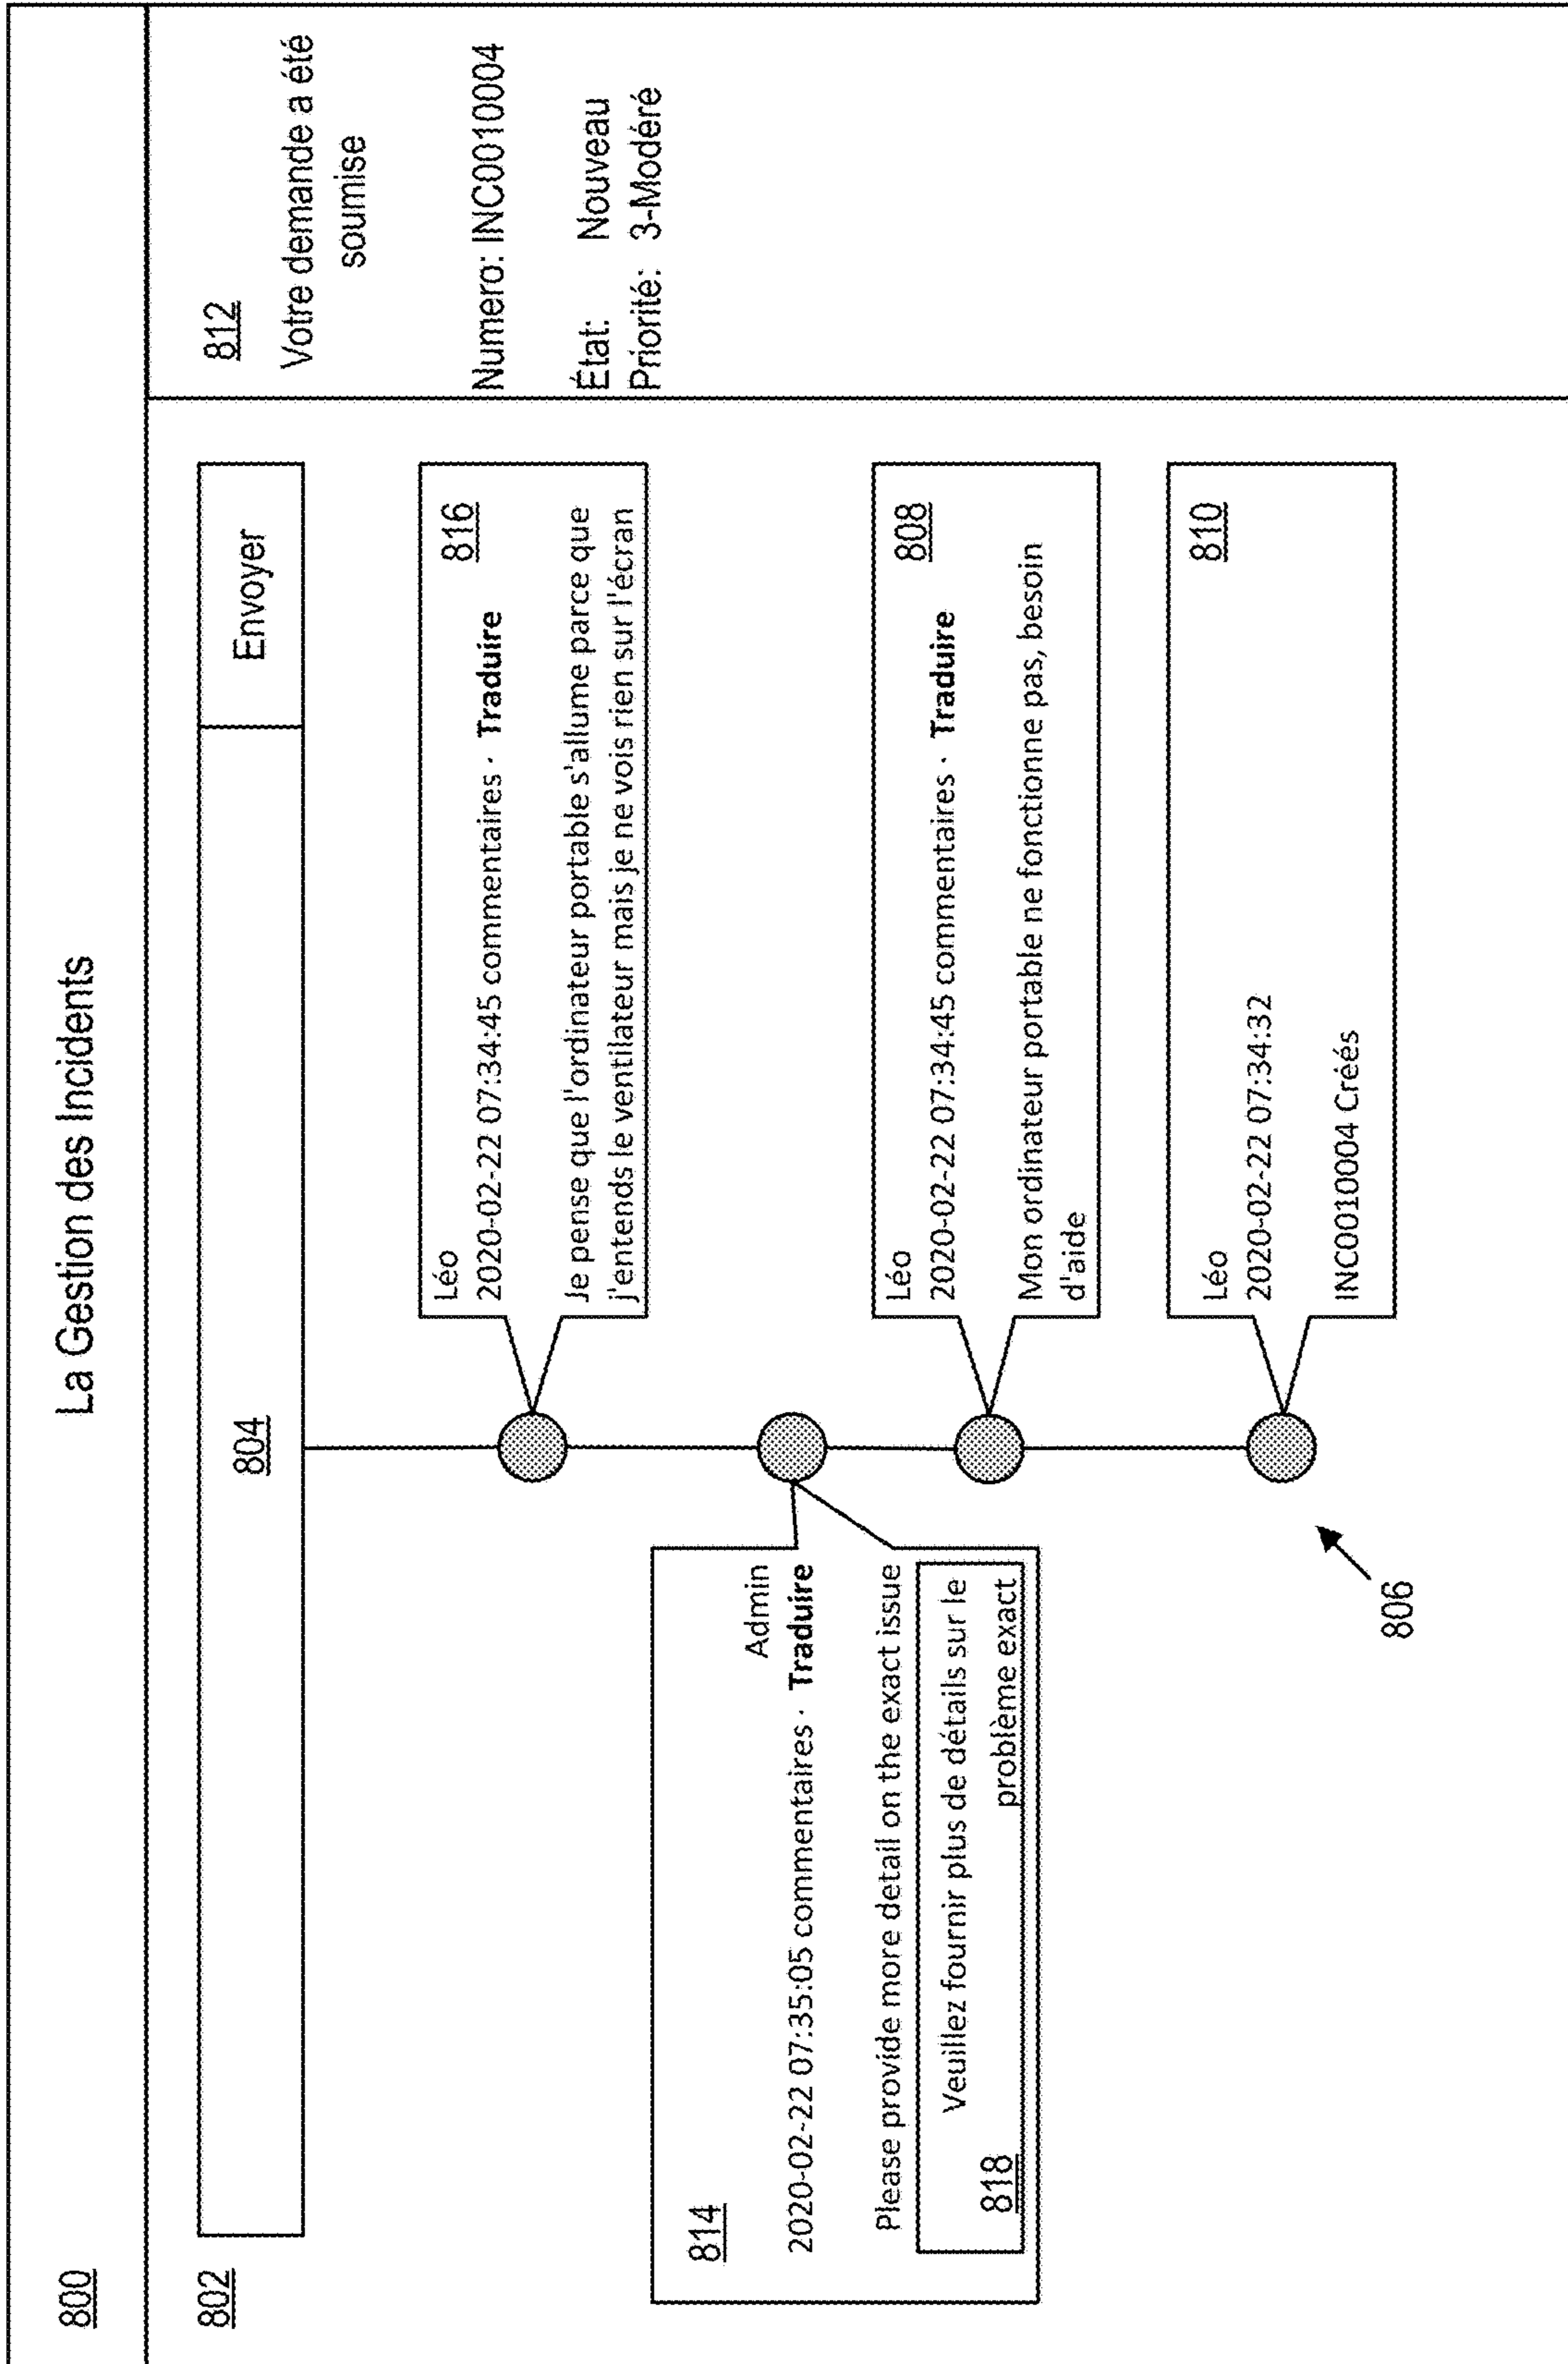 800
La Gestion des Incidents
802
804
Envoyer
812
Votre demande a été
soumise
Numero: INC0010004
État: Nouveau
Priorité: 3-Modéré
Léo
816
2020-02-22 07:34:45 commentaires · Traduire
Je pense que l'ordinateur portable s'allume parce que
j'entends le ventilateur mais je ne vois rien sur l'écran
814
Admin
2020-02-22 07:35:05 commentaires · Traduire
Please provide more detail on the exact issue
Veuillez fournir plus de détails sur le
818
problème exact
Léo
808
2020-02-22 07:34:45 commentaires · Traduire
Mon ordinateur portable ne fonctionne pas, besoin
d'aide
Léo
810
2020-02-22 07:34:32
INC0010004 Créés
806